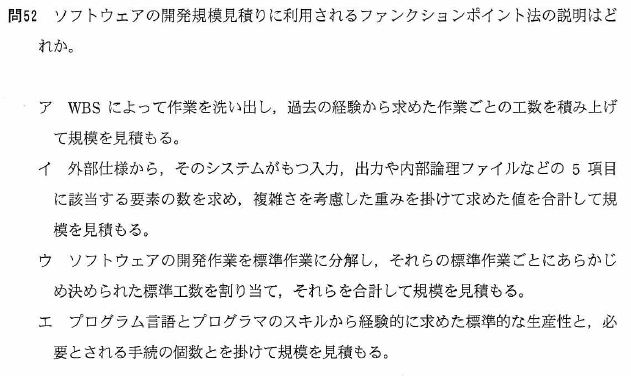 問52 ソフトウェアの開発規模見積りに利用されるファンクションポイント法の説明はど
れか。
ア WBS によって作業を洗い出し，過去の経験から求めた作業ごとの工数を積み上げ
て規模を見積もる。
イ 外部仕様から，そのシステムがもつ入力，出力や内部論理ファイルなどの 5 項目
に該当する要素の数を求め，複雑さを考慮した重みを掛けて求めた値を合計して規
模を見積もる。
ウ ソフトウェアの開発作業を標準作業に分解し，それらの標準作業ごとにあらかじ
め決められた標準工数を割り当て，それらを合計して規模を見積もる。
エ プログラム言語とプログラマのスキルから経験的に求めた標準的な生産性と，必
要とされる手続の個数とを掛けて規模を見積もる。